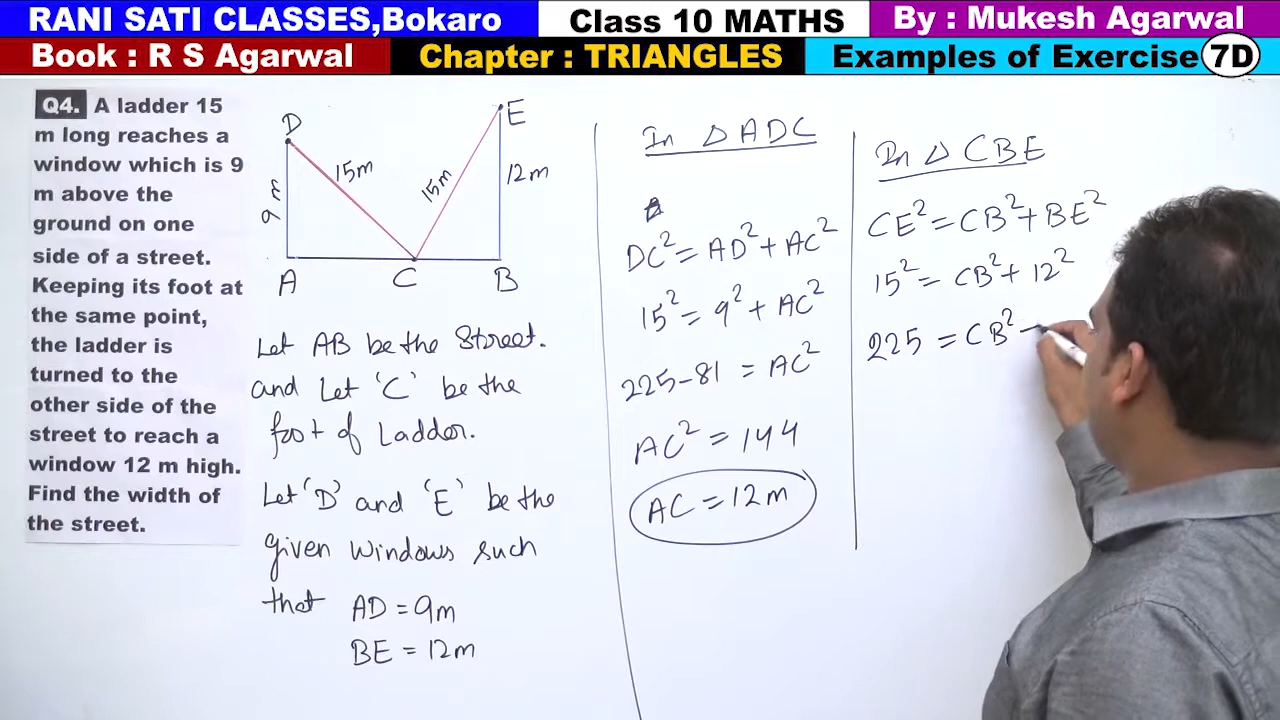 RANI SATI CLASSES,Bokaro
Class 10 MATHS
By : Mukesh Agarwal
Book : R S Agarwal
Chapter : TRIANGLES
Examples of Exercise 7D
Q4. A ladder 15
m long reaches a
window which is 9
m above the
ground on one
side of a street.
Keeping its foot at
the same point,
the ladder is
turned to the
other side of the
street to reach a
window 12 m high.
Find the width of
the street.
D
E
15m
15m
12m
9m
A
C
B
Let AB be the Street.
and Let 'C' be the
foot of Ladder.
Let 'D' and 'E' be the
given windows such
that AD = 9m
BE = 12m
In △ ADC
DC² = AD² + AC²
15² = 9² + AC²
225-81 = AC²
AC² = 144
AC = 12m
In △ CBE
CE² = CB² + BE²
15² = CB² + 12²
225 = CB² -